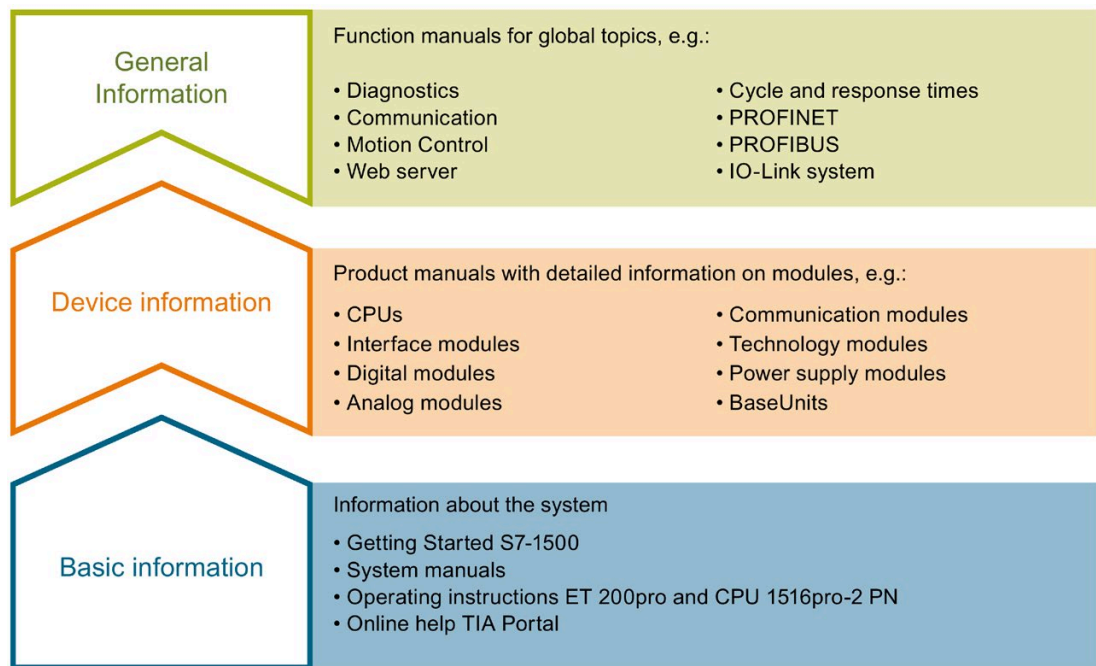 General
Information
Function manuals for global topics, e.g.:
• Diagnostics
• Communication
• Motion Control
• Web server
• Cycle and response times
• PROFINET
• PROFIBUS
• IO-Link system
Device information
Product manuals with detailed information on modules, e.g.:
• CPUs
• Interface modules
• Digital modules
• Analog modules
• Communication modules
• Technology modules
• Power supply modules
• BaseUnits
Basic information
Information about the system
• Getting Started S7-1500
• System manuals
• Operating instructions ET 200pro and CPU 1516pro-2 PN
• Online help TIA Portal